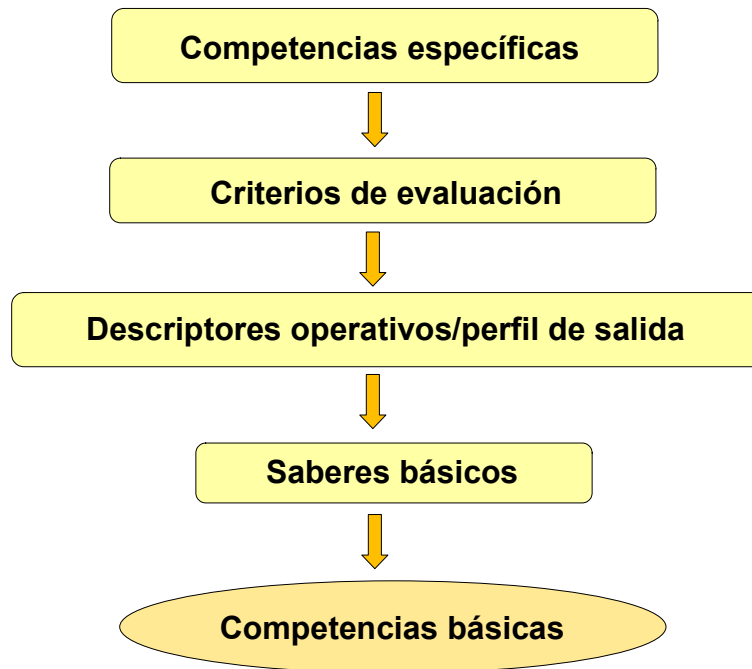 Competencias específicas
Criterios de evaluación
Descriptores operativos/perfil de salida
Saberes básicos
Competencias básicas